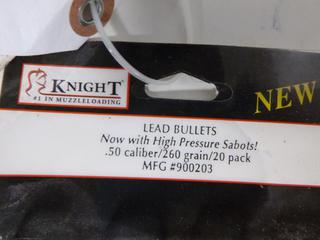 KNIGHT
#1 IN MUZZLELOADING
NEW
LEAD BULLETS
Now with High Pressure Sabots!
.50 caliber/260 grain/20 pack
MFG #900203